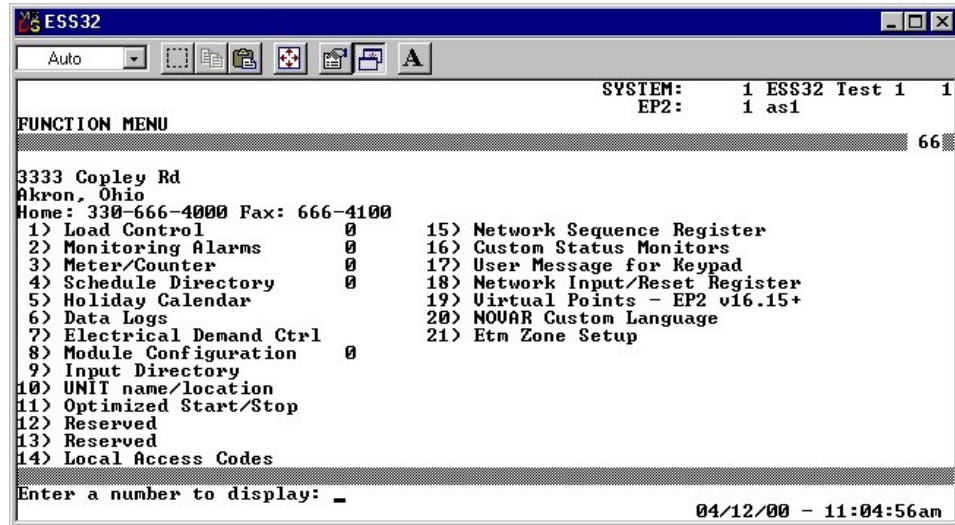 ESS32
Auto
A
SYSTEM: 1 ESS32 Test 1 1
EP2: 1 as1
FUNCTION MENU
66
3333 Copley Rd
Akron, Ohio
Home: 330-666-4000 Fax: 666-4100
1) Load Control 0
2) Monitoring Alarms 0
3) Meter/Counter 0
4) Schedule Directory 0
5) Holiday Calendar
6) Data Logs
7) Electrical Demand Ctrl
8) Module Configuration 0
9) Input Directory
10) UNIT name/location
11) Optimized Start/Stop
12) Reserved
13) Reserved
14) Local Access Codes
15) Network Sequence Register
16) Custom Status Monitors
17) User Message for Keypad
18) Network Input/Reset Register
19) Virtual Points - EP2 v16.15+
20) NOVAR Custom Language
21) Etm Zone Setup
Enter a number to display: _
04/12/00 - 11:04:56am